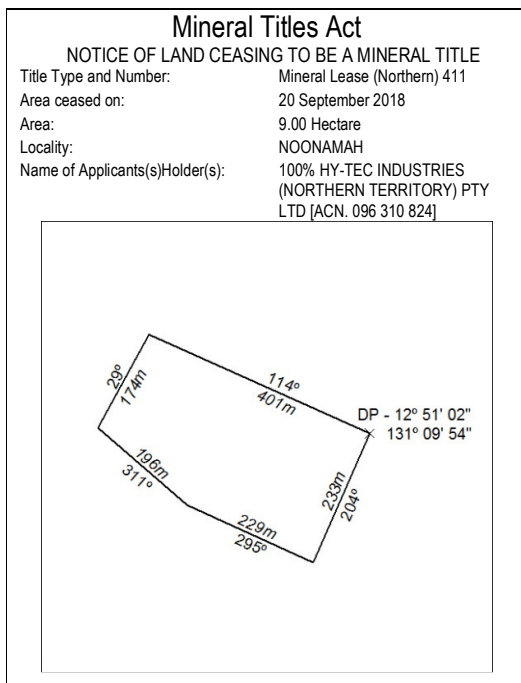 Mineral Titles Act
NOTICE OF LAND CEASING TO BE A MINERAL TITLE
Title Type and Number: Mineral Lease (Northern) 411
Area ceased on: 20 September 2018
Area: 9.00 Hectare
Locality: NOONAMAH
Name of Applicants(s)Holder(s): 100% HY-TEC INDUSTRIES
(NORTHERN TERRITORY) PTY
LTD [ACN. 096 310 824]
29°
174m
114°
401m
DP - 12° 51' 02"
131° 09' 54"
196m
311°
233m
204°
229m
295°